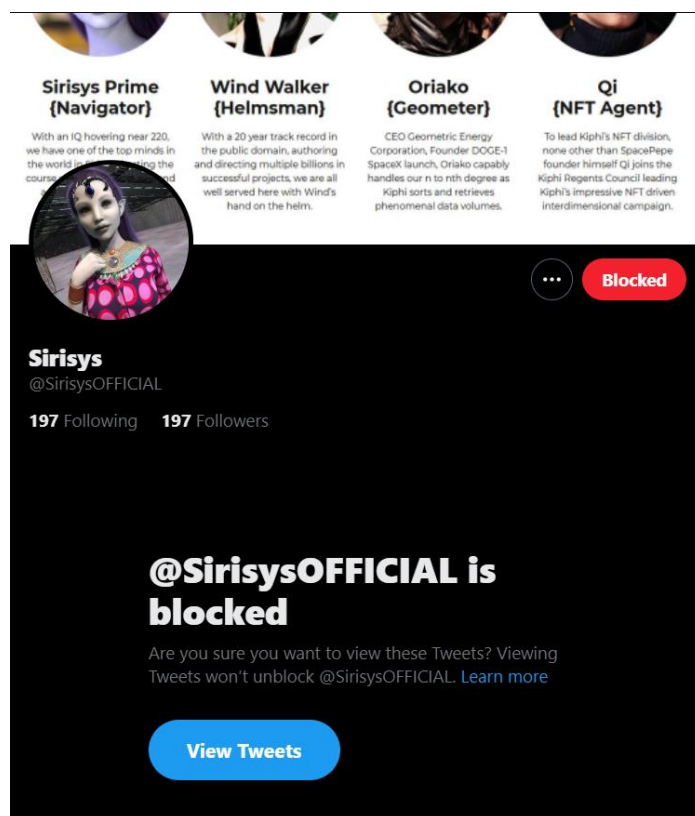 Sirisys Prime
{Navigator}
With an IQ hovering near 220,
we have one of the top minds in
the world in
the
course
and
Wind Walker
{Helmsman}
With a 20 year track record in
the public domain, authoring
and directing multiple billions in
successful projects, we are all
well served here with Wind's
hand on the helm.
Oriako
{Geometer}
CEO Geometric Energy
Corporation, Founder DOGE-1
SpaceX launch, Oriako capably
handles our n to nth degree as
Kiphi sorts and retrieves
phenomenal data volumes.
Qi
{NFT Agent}
To lead Kiphi's NFT division,
none other than SpacePepe
founder himself Qi joins the
Kiphi Regents Council leading
Kiphi's impressive NFT driven
interdimensional campaign.
Blocked
Sirisys
@SirisysOFFICIAL
197 Following 197 Followers
@SirisysOFFICIAL is
blocked
Are you sure you want to view these Tweets? Viewing
Tweets won't unblock @SirisysOFFICIAL. Learn more
View Tweets